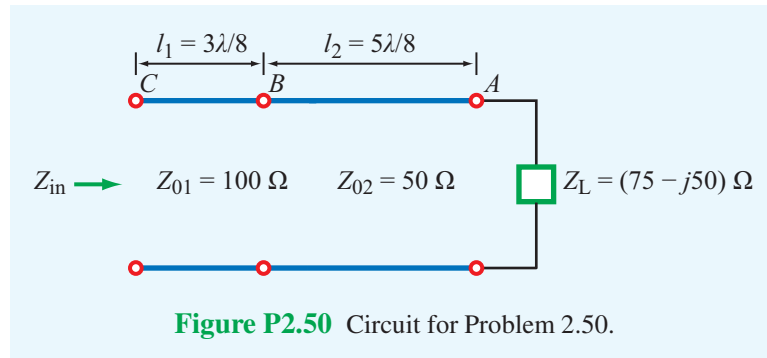 l1 = 3λ/8 l2 = 5λ/8
C B A
Zin Z01 = 100 Ω Z02 = 50 Ω ZL = (75 − j50) Ω
Figure P2.50 Circuit for Problem 2.50.